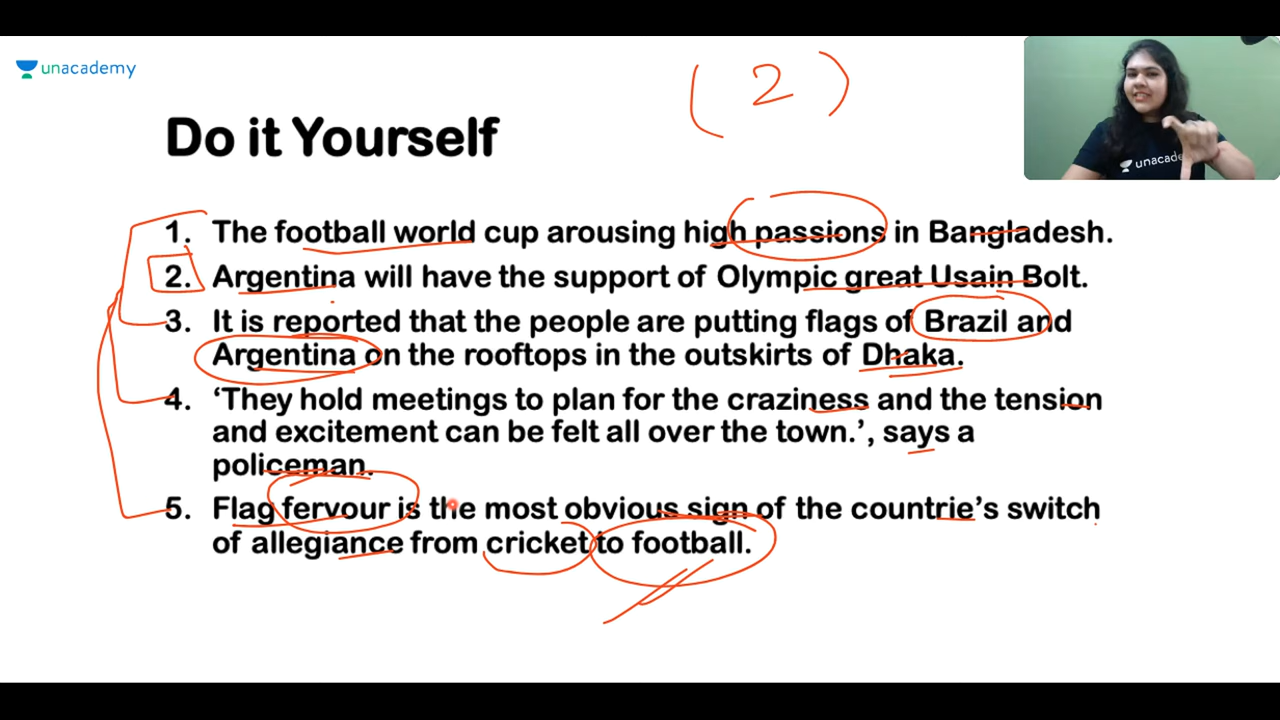 unacademy
( 2 )
Do it Yourself
1. The football world cup arousing high passions in Bangladesh.
2. Argentina will have the support of Olympic great Usain Bolt.
3. It is reported that the people are putting flags of Brazil and
Argentina on the rooftops in the outskirts of Dhaka.
4. ‘They hold meetings to plan for the craziness and the tension
and excitement can be felt all over the town.’, says a
policeman.
5. Flag fervour is the most obvious sign of the countrie’s switch
of allegiance from cricket to football.
unacade